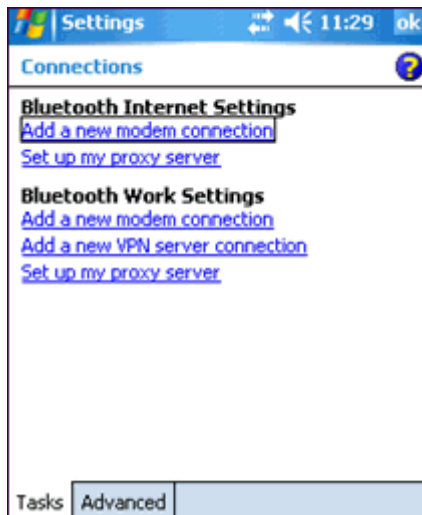 Settings 11:29 ok
Connections ?
Bluetooth Internet Settings
Add a new modem connection
Set up my proxy server
Bluetooth Work Settings
Add a new modem connection
Add a new VPN server connection
Set up my proxy server
Tasks Advanced